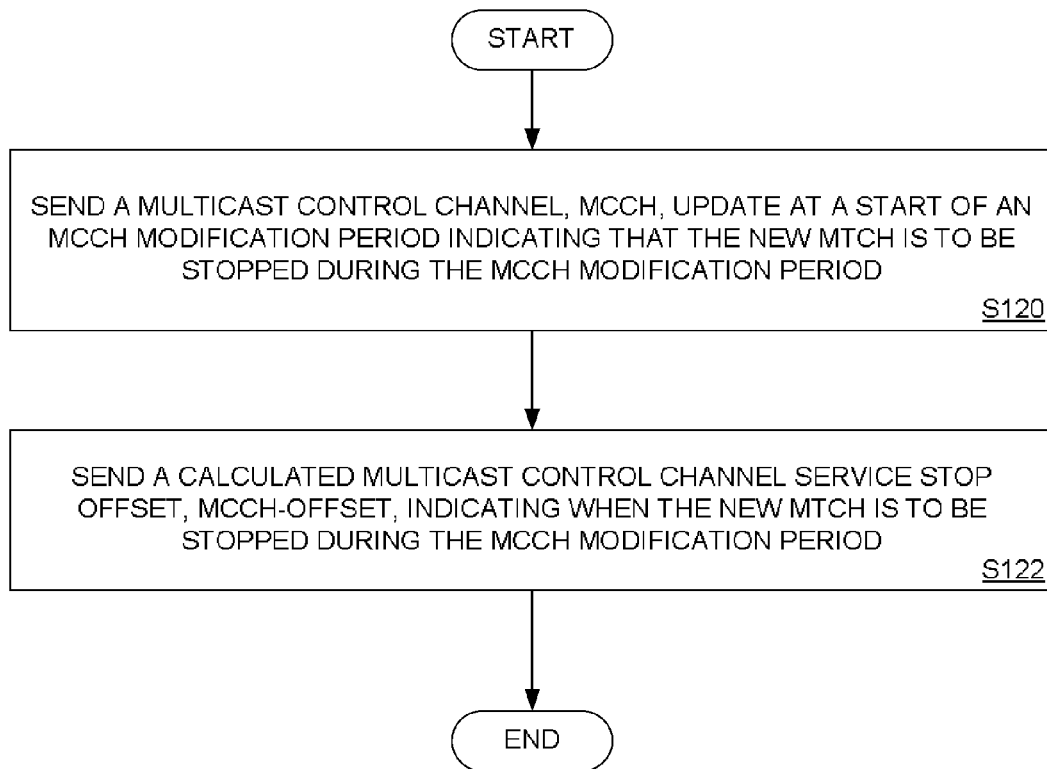 START
SEND A MULTICAST CONTROL CHANNEL, MCCH, UPDATE AT A START OF AN
MCCH MODIFICATION PERIOD INDICATING THAT THE NEW MTCH IS TO BE
STOPPED DURING THE MCCH MODIFICATION PERIOD
S120
SEND A CALCULATED MULTICAST CONTROL CHANNEL SERVICE STOP
OFFSET, MCCH-OFFSET, INDICATING WHEN THE NEW MTCH IS TO BE
STOPPED DURING THE MCCH MODIFICATION PERIOD
S122
END